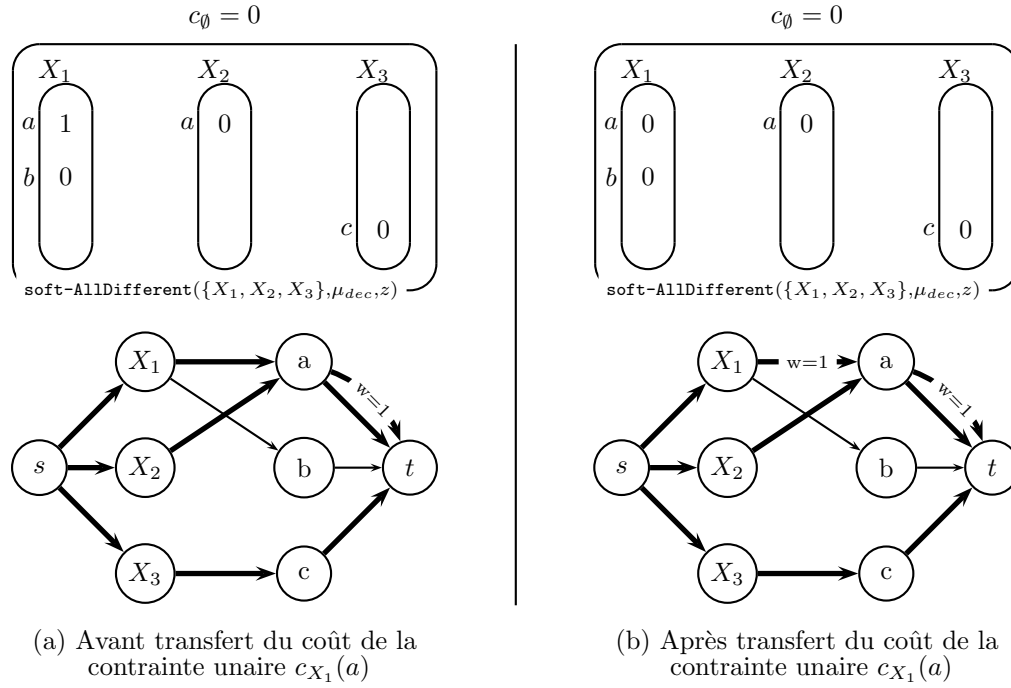 c∅ = 0
X1 X2 X3
a 1 a 0
b 0
c 0
soft-AllDifferent({X1, X2, X3},μdec,z)
X1 a
w=1
s X2 b t
X3 c
(a) Avant transfert du coût de la
contrainte unaire cX1(a)
c∅ = 0
X1 X2 X3
a 0 a 0
b 0
c 0
soft-AllDifferent({X1, X2, X3},μdec,z)
X1 w=1 a
w=1
s X2 b t
X3 c
(b) Après transfert du coût de la
contrainte unaire cX1(a)